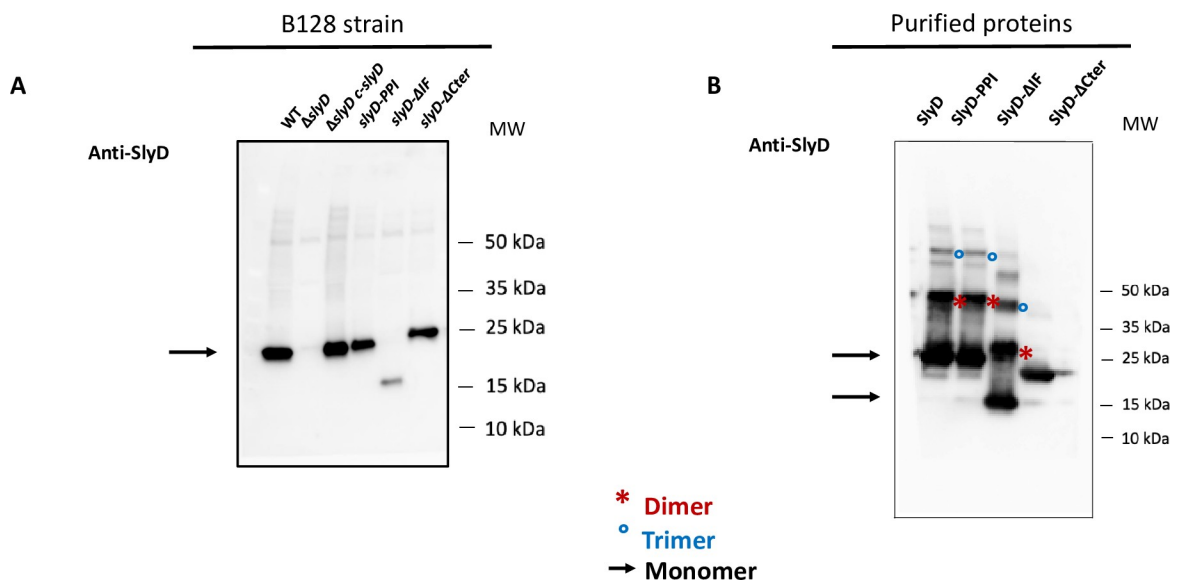 B128 strain
A
WT
ΔslyD
ΔslyD c-slyD
slyD-PPI
slyD-ΔIF
slyD-ΔCter
MW
Anti-SlyD
50 kDa
35 kDa
25 kDa
15 kDa
10 kDa
Purified proteins
B
SlyD
SlyD-PPI
SlyD-ΔIF
SlyD-ΔCter
MW
Anti-SlyD
50 kDa
35 kDa
25 kDa
15 kDa
10 kDa
* Dimer
° Trimer
→ Monomer